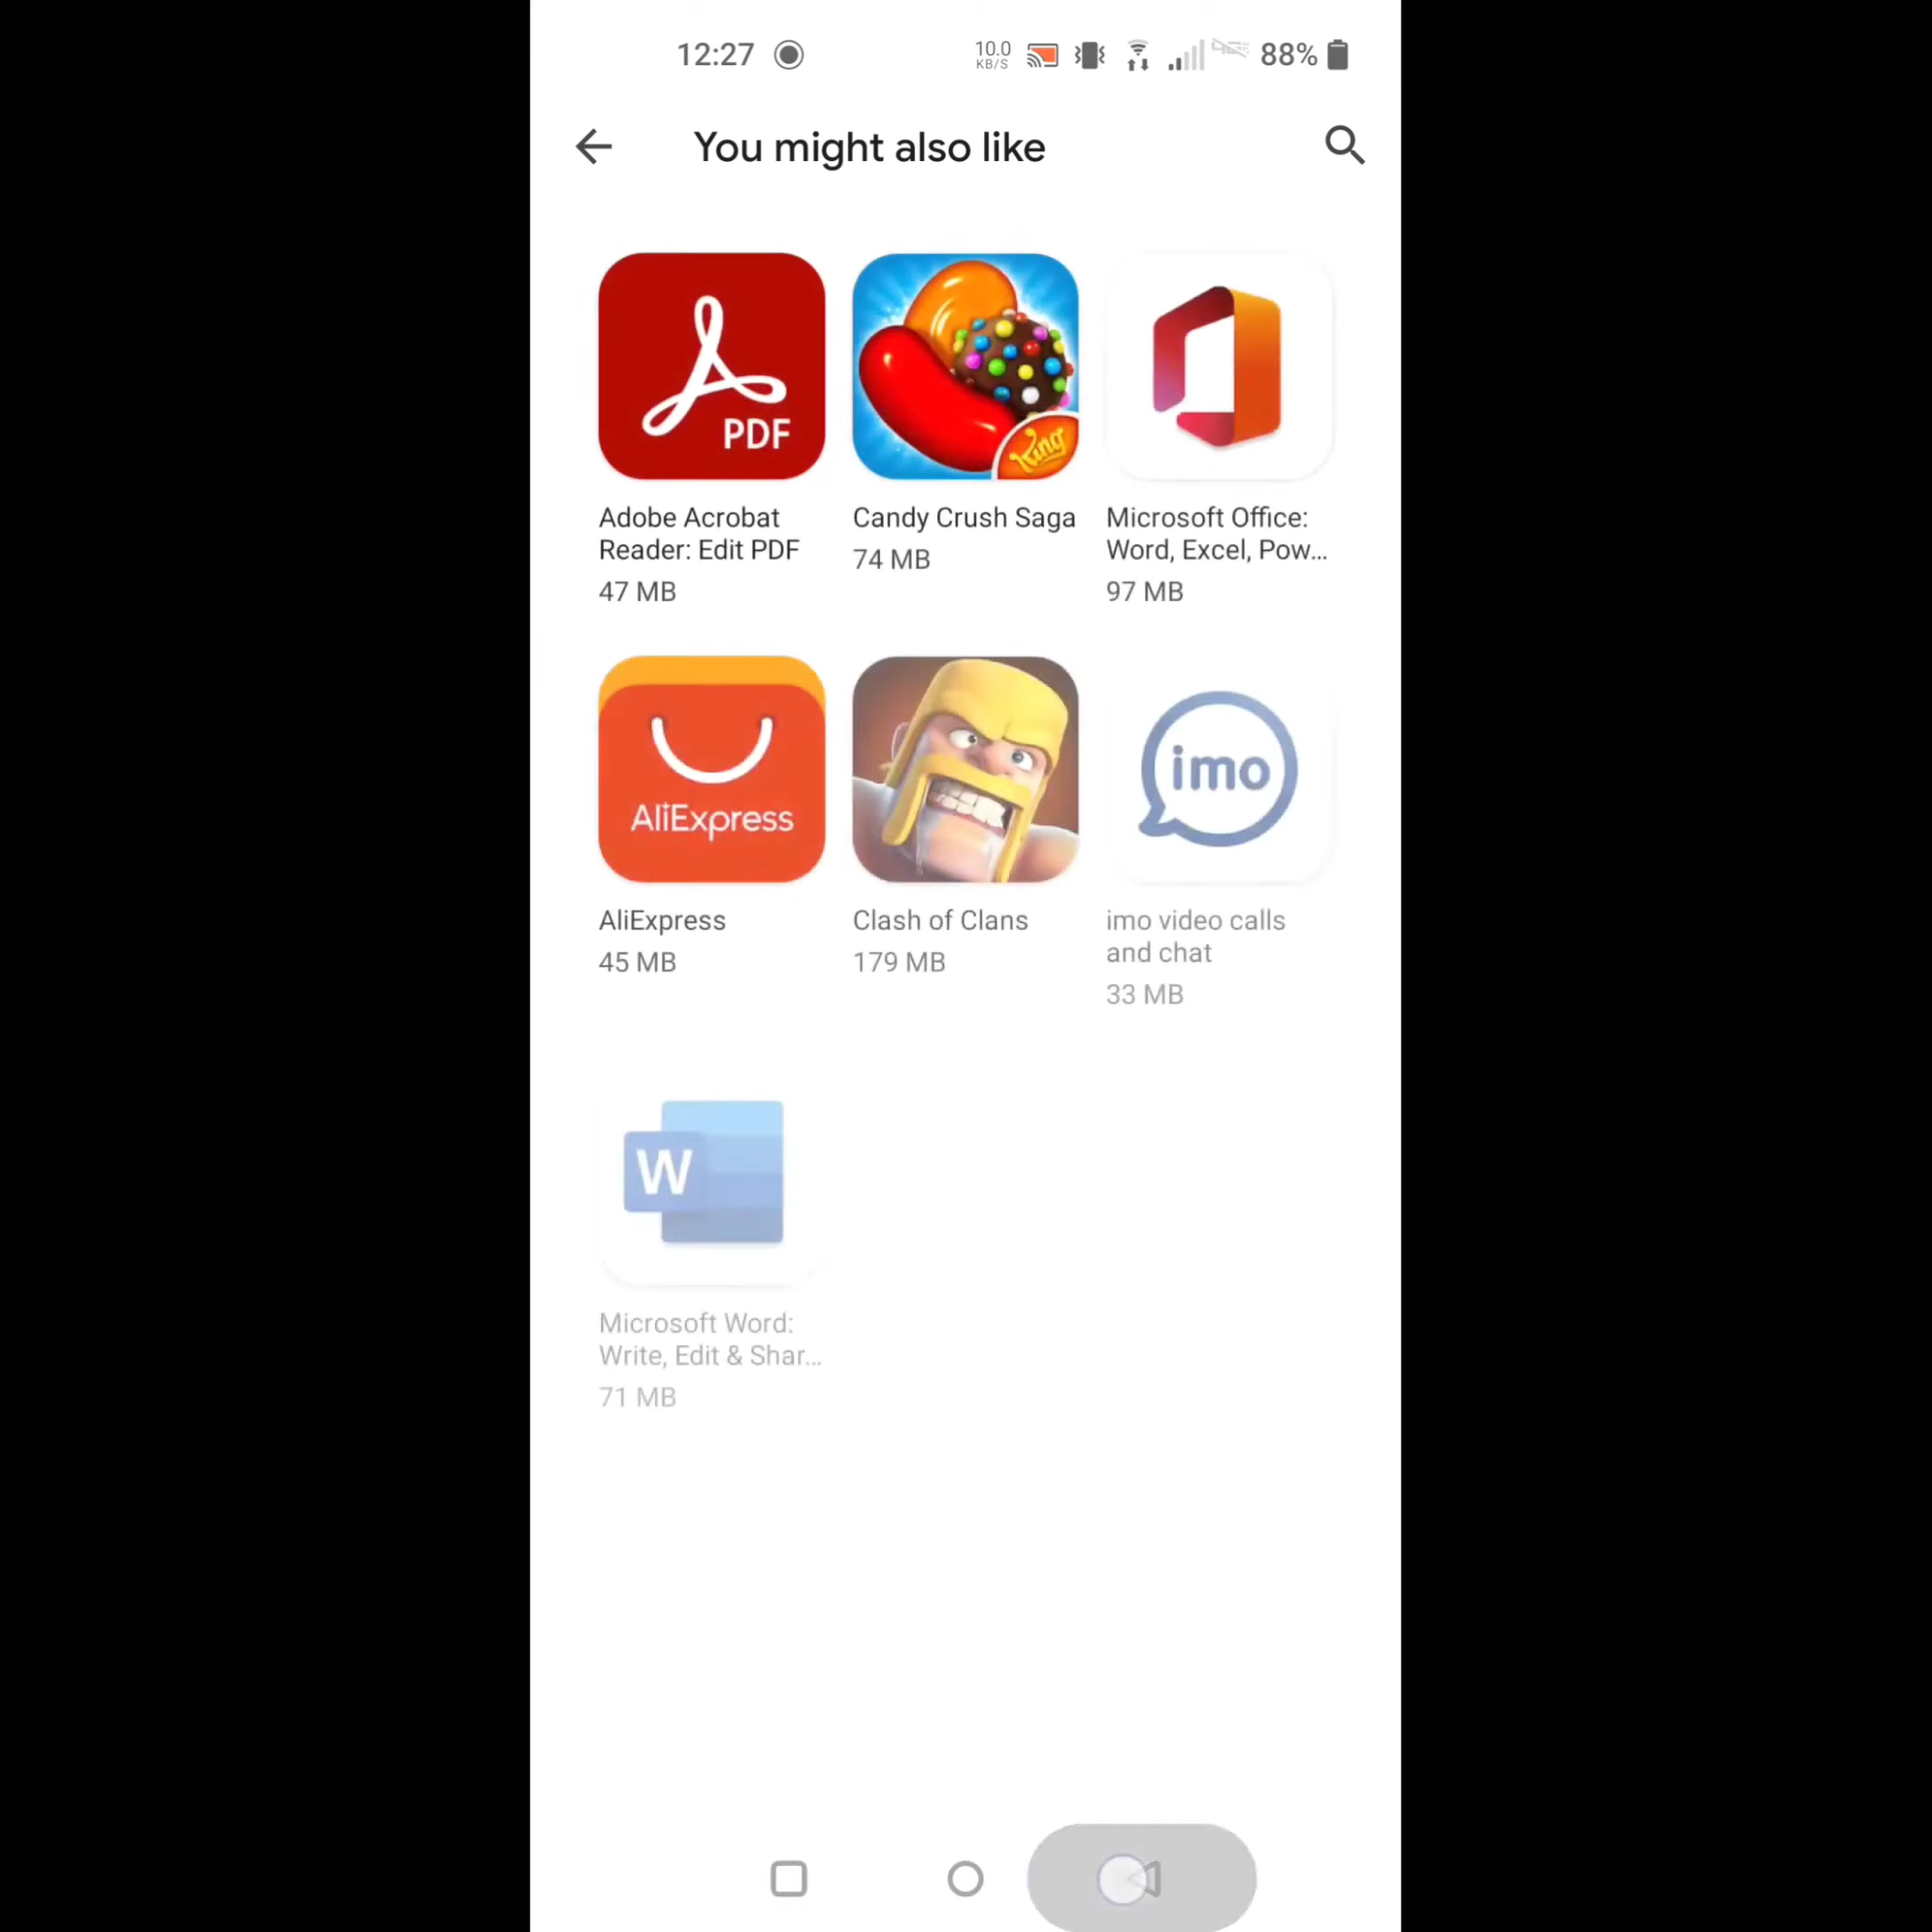 12:27
10.0
KB/S
88%
You might also like
PDF
King
Adobe Acrobat
Reader: Edit PDF
47 MB
Candy Crush Saga
74 MB
Microsoft Office:
Word, Excel, Pow...
97 MB
AliExpress
imo
AliExpress
45 MB
Clash of Clans
179 MB
imo video calls
and chat
33 MB
W
Microsoft Word:
Write, Edit & Shar...
71 MB